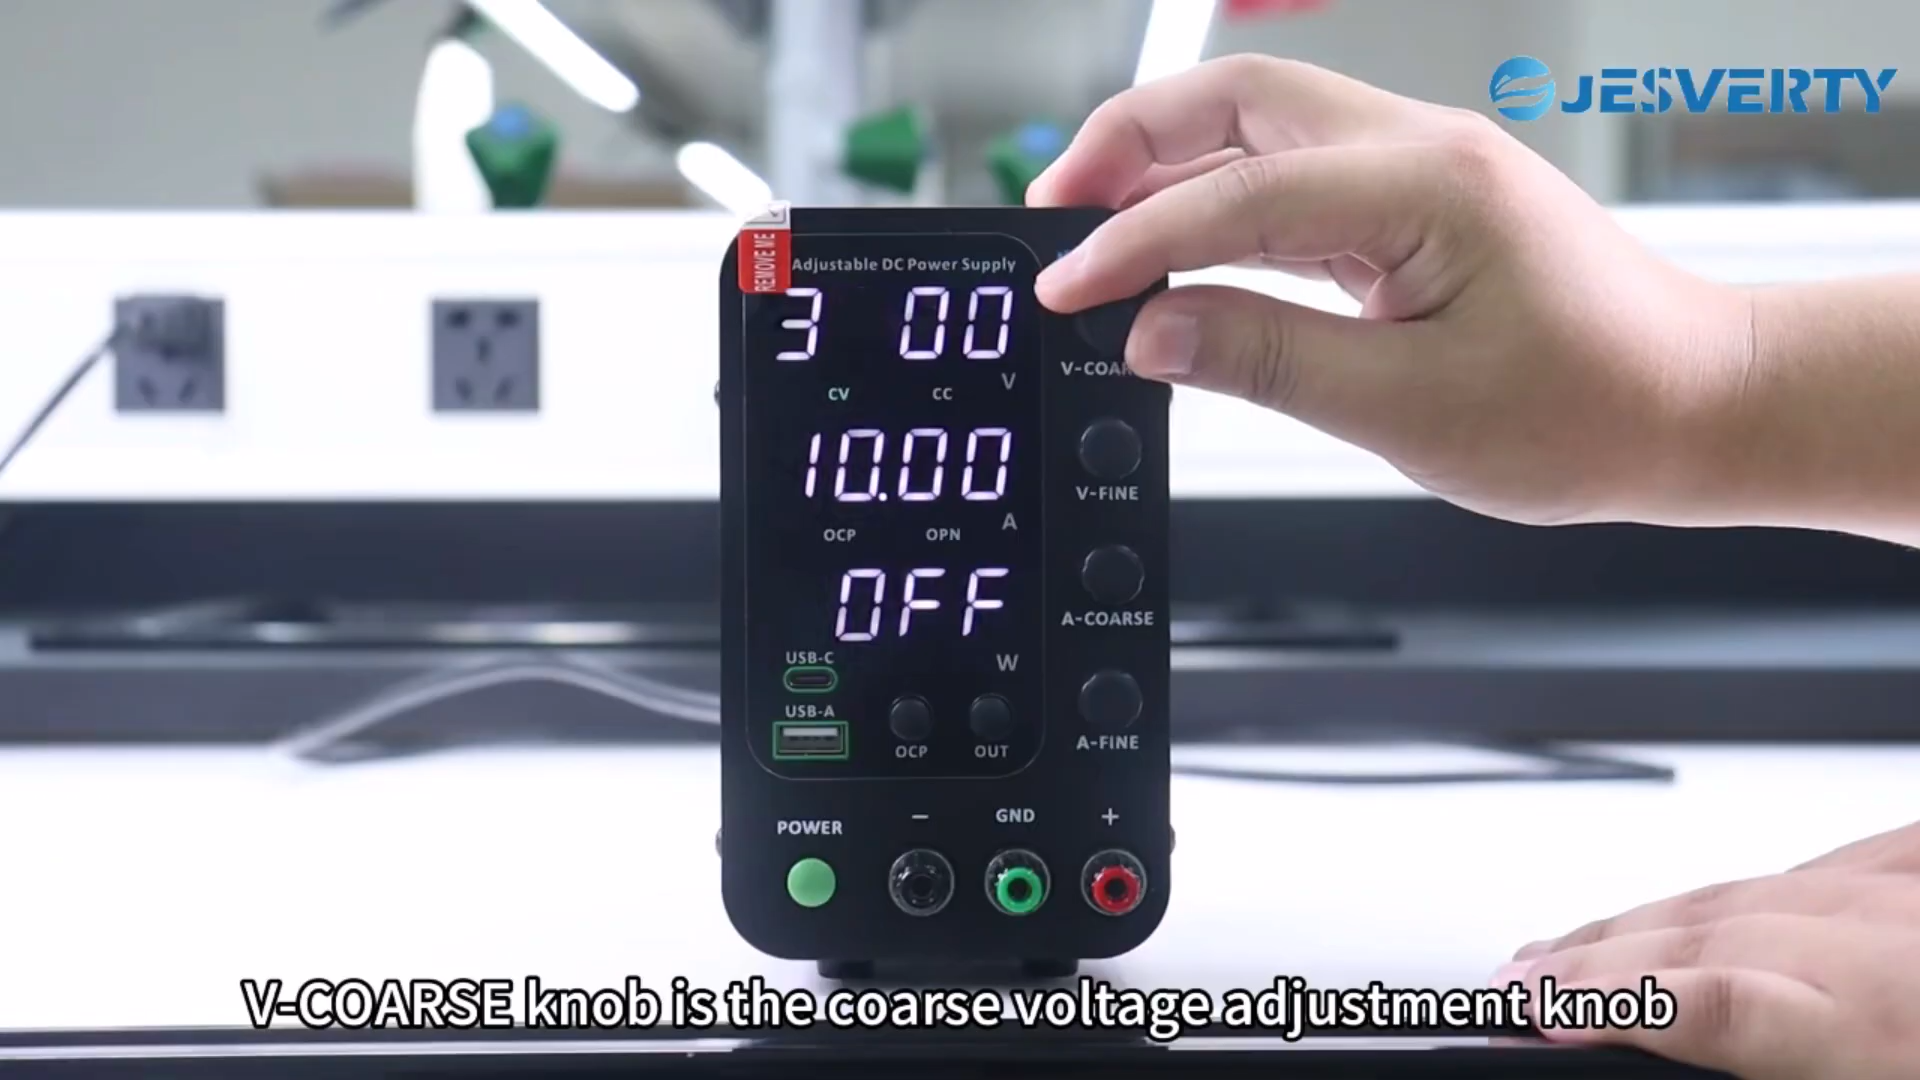 JESVERTY
REMOVE ME
Adjustable DC Power Supply
3 00
V
CV CC
V-COAR
10.00
V-FINE
A
OCP OPN
OFF
A-COARSE
W
USB-C
USB-A
OCP OUT
A-FINE
POWER
− GND +
V-COARSE knob is the coarse voltage adjustment knob